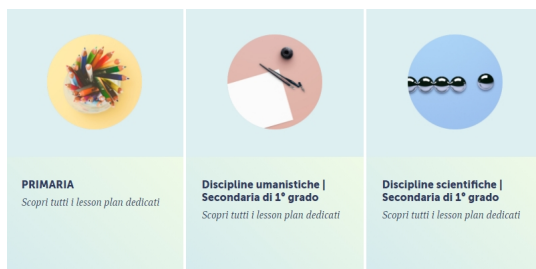 PRIMARIA
Scopri tutti i lesson plan dedicati
Discipline umanistiche |
Secondaria di 1° grado
Scopri tutti i lesson plan dedicati
Discipline scientifiche |
Secondaria di 1° grado
Scopri tutti i lesson plan dedicati